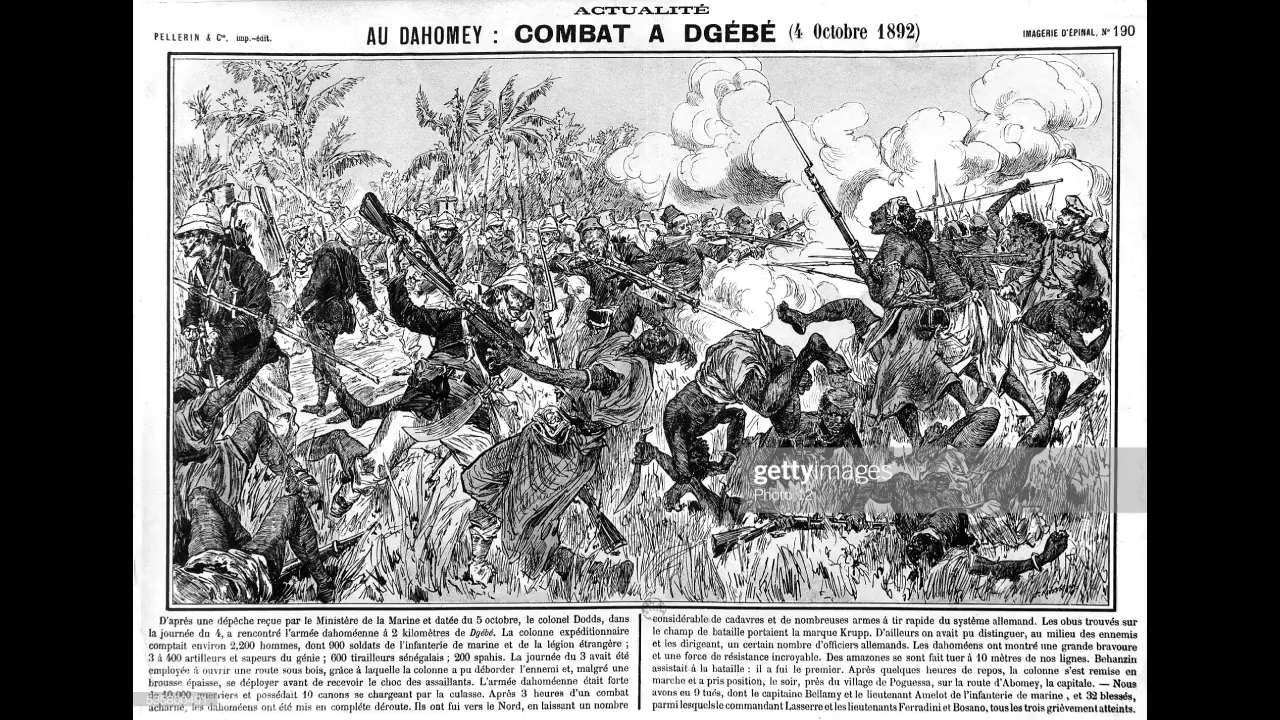 ACTUALITÉ
PELLERIN & Cie, imp.-édit.
AU DAHOMEY : COMBAT A DGÉBÉ (4 Octobre 1892)
IMAGERIE D'ÉPINAL, No 190
D'après une dépêche reçue par le Ministère de la Marine et datée du 5 octobre, le colonel Dodds, dans
la journée du 4, a rencontré l'armée dahoméenne à 2 kilomètres de Dgébé. La colonne expéditionnaire
comptait environ 2,200 hommes, dont 900 soldats de l'infanterie de marine et de la légion étrangère ;
3 à 400 artilleurs et sapeurs du génie ; 600 tirailleurs sénégalais ; 200 spahis. La journée du 3 avait été
employée à ouvrir une route sous bois, grâce à laquelle la colonne a pu déborder l'ennemi et, malgré une
brousse épaisse, se déployer avant de recevoir le choc des assaillants. L'armée dahoméenne était forte
de 10,000 guerriers et possédait 10 canons se chargeant par la culasse. Après 3 heures d'un combat
acharné, les dahoméens ont été mis en complète déroute. Ils ont fui vers le Nord, en laissant un nombre
considérable de cadavres et de nombreuses armes à tir rapide du système allemand. Les obus trouvés sur
le champ de bataille portaient la marque Krupp. D'ailleurs on avait pu distinguer, au milieu des ennemis
et les dirigeant, un certain nombre d'officiers allemands. Les dahoméens ont montré une grande bravoure
et une force de résistance incroyable. Des amazones se sont fait tuer à 10 mètres de nos lignes. Behanzin
assistait à la bataille : il a fui le premier. Après quelques heures de repos, la colonne s'est remise en
marche et a pris position, le soir, près du village de Poguessa, sur la route d'Abomey, la capitale. — Nous
avons eu 9 tués, dont le capitaine Bellamy et le lieutenant Amelot de l'infanterie de marine, et 32 blessés,
parmi lesquels le commandant Lasserre et les lieutenants Ferradini et Bosano, tous les trois grièvement atteints.
gettyimages
Photo 12